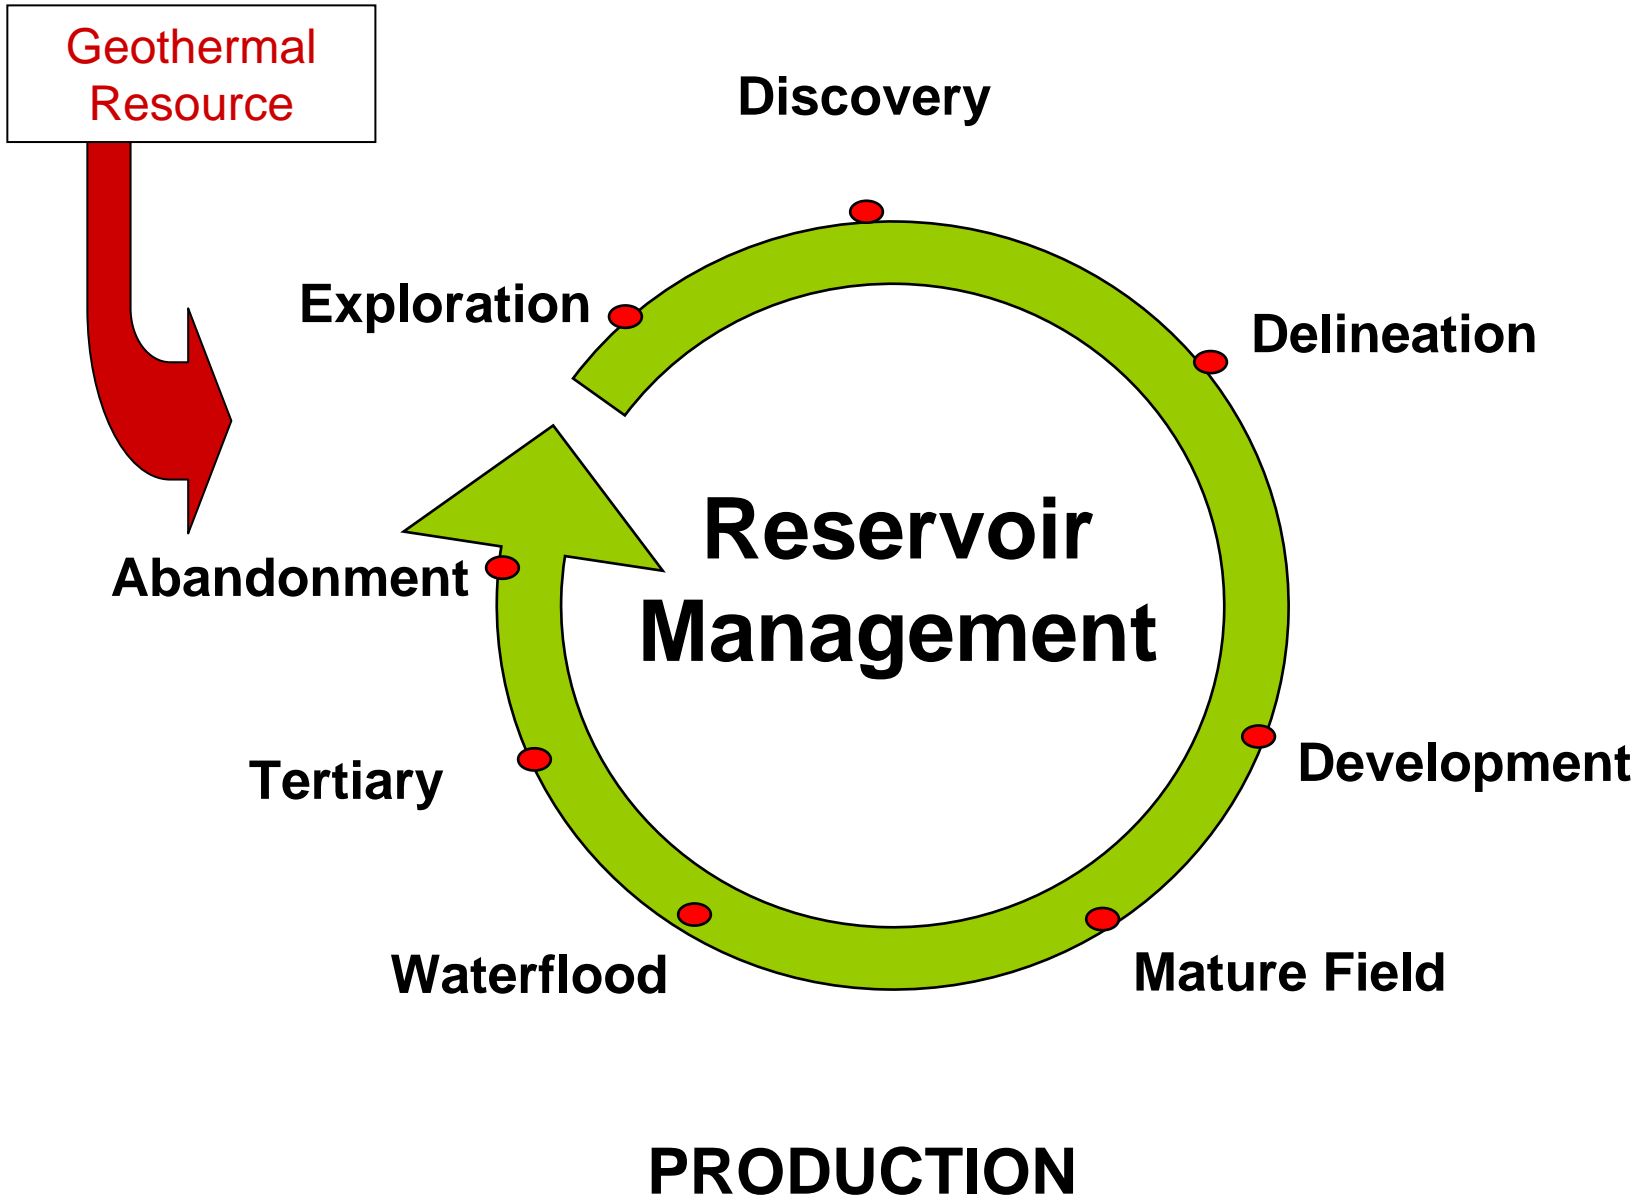 Geothermal
Resource
Discovery
Exploration
Delineation
Reservoir
Management
Abandonment
Tertiary
Development
Waterflood
Mature Field
PRODUCTION